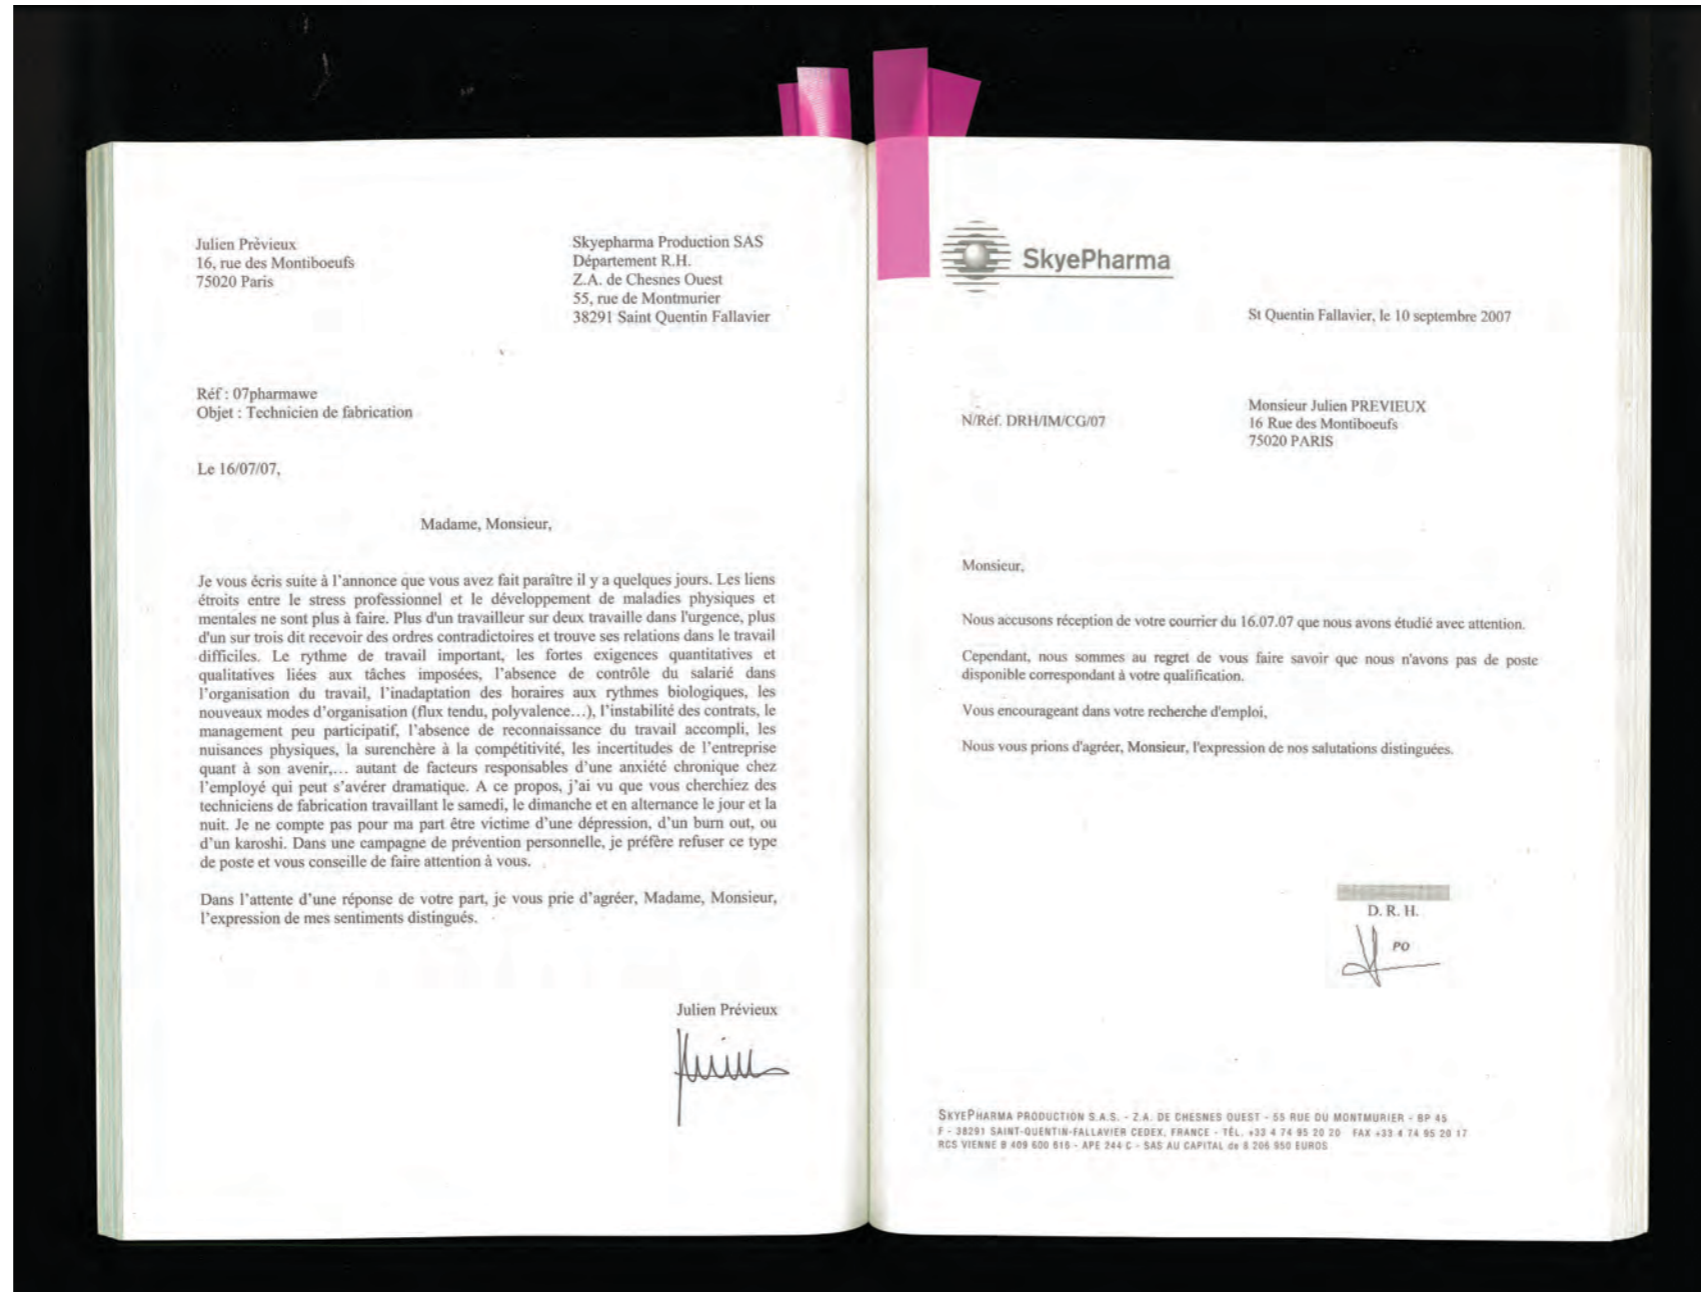 Julien Prévieux
16, rue des Montiboeufs
75020 Paris
Skyepharma Production SAS
Département R.H.
Z.A. de Chesnes Ouest
55, rue de Montmurier
38291 Saint Quentin Fallavier
Réf : 07pharmawe
Objet : Technicien de fabrication
Le 16/07/07,
Madame, Monsieur,
Je vous écris suite à l'annonce que vous avez fait paraître il y a quelques jours. Les liens
étroits entre le stress professionnel et le développement de maladies physiques et
mentales ne sont plus à faire. Plus d'un travailleur sur deux travaille dans l'urgence, plus
d'un sur trois dit recevoir des ordres contradictoires et trouve ses relations dans le travail
difficiles. Le rythme de travail important, les fortes exigences quantitatives et
qualitatives liées aux tâches imposées, l'absence de contrôle du salarié dans
l'organisation du travail, l'inadaptation des horaires aux rythmes biologiques, les
nouveaux modes d'organisation (flux tendu, polyvalence…), l'instabilité des contrats, le
management peu participatif, l'absence de reconnaissance du travail accompli, les
nuisances physiques, la surenchère à la compétitivité, les incertitudes de l'entreprise
quant à son avenir,… autant de facteurs responsables d'une anxiété chronique chez
l'employé qui peut s'avérer dramatique. A ce propos, j'ai vu que vous cherchiez des
techniciens de fabrication travaillant le samedi, le dimanche et en alternance le jour et la
nuit. Je ne compte pas pour ma part être victime d'une dépression, d'un burn out, ou
d'un karoshi. Dans une campagne de prévention personnelle, je préfère refuser ce type
de poste et vous conseille de faire attention à vous.
Dans l'attente d'une réponse de votre part, je vous prie d'agréer, Madame, Monsieur,
l'expression de mes sentiments distingués.
Julien Prévieux
SkyePharma
St Quentin Fallavier, le 10 septembre 2007
N/Réf. DRH/IM/CG/07
Monsieur Julien PREVIEUX
16 Rue des Montiboeufs
75020 PARIS
Monsieur,
Nous accusons réception de votre courrier du 16.07.07 que nous avons étudié avec attention.
Cependant, nous sommes au regret de vous faire savoir que nous n'avons pas de poste
disponible correspondant à votre qualification.
Vous encourageant dans votre recherche d'emploi,
Nous vous prions d'agréer, Monsieur, l'expression de nos salutations distinguées.
D. R. H.
PO
SKYEPHARMA PRODUCTION S.A.S. - Z.A. DE CHESNES OUEST - 55 RUE DU MONTMURIER - BP 45
F - 38291 SAINT-QUENTIN-FALLAVIER CEDEX, FRANCE - TÉL. +33 4 74 95 20 20 FAX +33 4 74 95 20 17
RCS VIENNE B 409 600 616 - APE 244 C - SAS AU CAPITAL de 8 206 950 EUROS